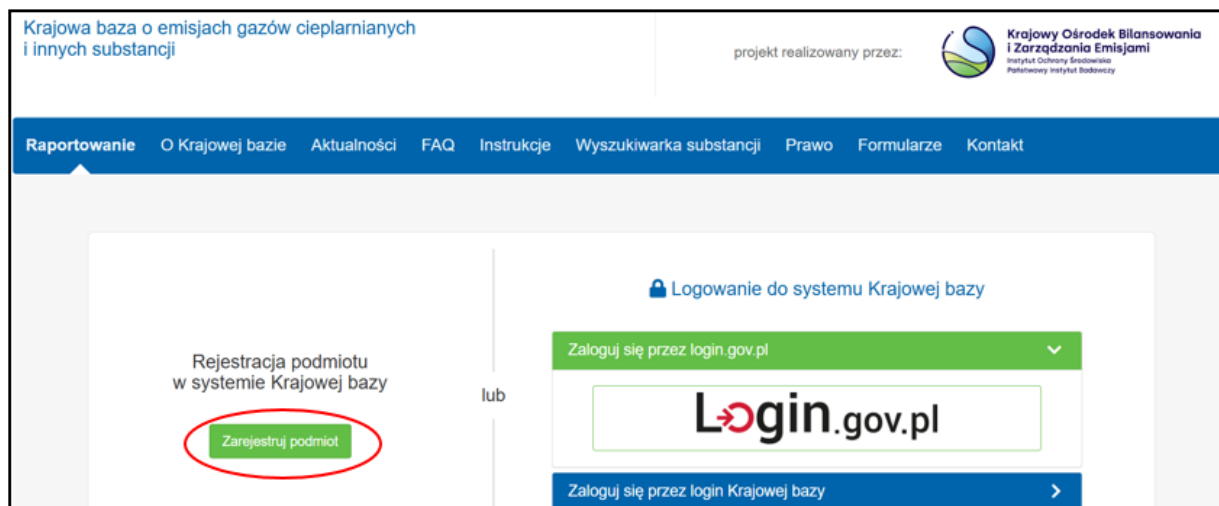 Krajowa baza o emisjach gazów cieplarnianych
i innych substancji
projekt realizowany przez:
Krajowy Ośrodek Bilansowania
i Zarządzania Emisjami
Instytut Ochrony Środowiska
Państwowy Instytut Badawczy
Raportowanie O Krajowej bazie Aktualności FAQ Instrukcje Wyszukiwarka substancji Prawo Formularze Kontakt
Rejestracja podmiotu
w systemie Krajowej bazy
Zarejestruj podmiot
lub
Logowanie do systemu Krajowej bazy
Zaloguj się przez login.gov.pl
Login.gov.pl
Zaloguj się przez login Krajowej bazy